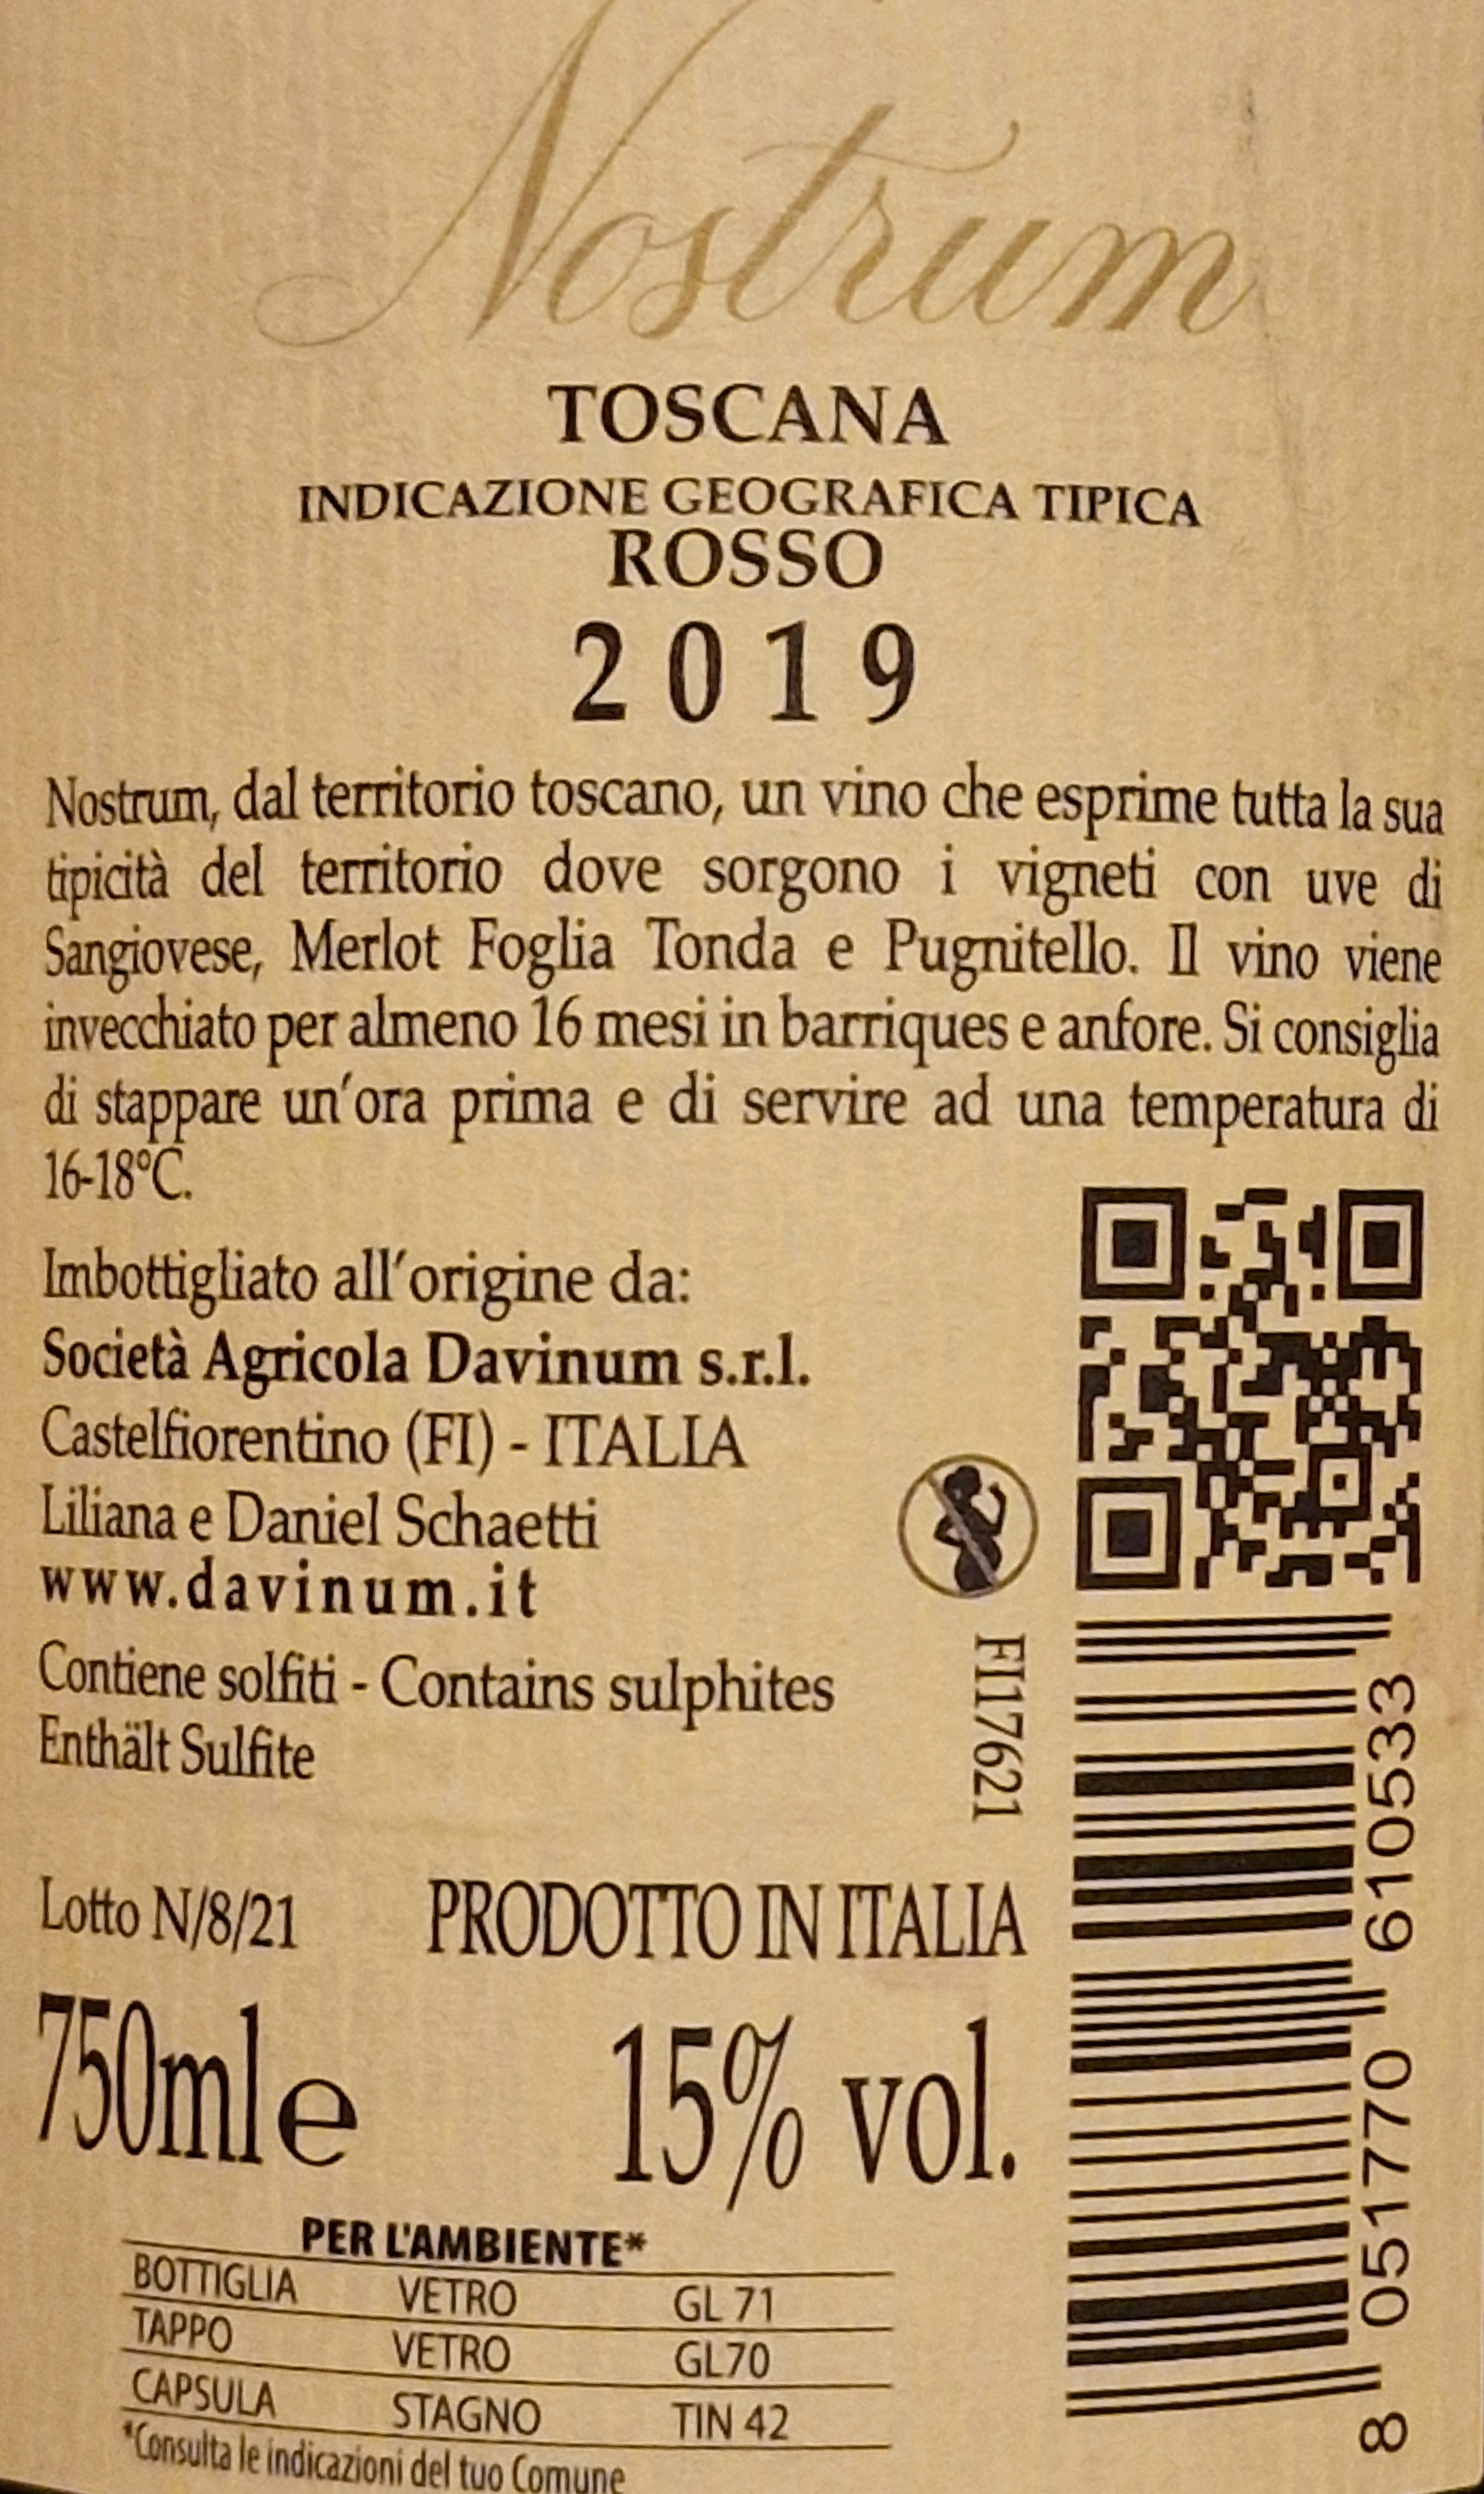 Nostrum
TOSCANA
INDICAZIONE GEOGRAFICA TIPICA
ROSSO
2019
Nostrum, dal territorio toscano, un vino che esprime tutta la sua
tipicità del territorio dove sorgono i vigneti con uve di
Sangiovese, Merlot Foglia Tonda e Pugnitello. Il vino viene
invecchiato per almeno 16 mesi in barriques e anfore. Si consiglia
di stappare un'ora prima e di servire ad una temperatura di
16-18°C.
Imbottigliato all'origine da:
Società Agricola Davinum s.r.l.
Castelfiorentino (FI) - ITALIA
Liliana e Daniel Schaetti
www.davinum.it
Contiene solfiti - Contains sulphites
Enthält Sulfite
FI17621
Lotto N/8/21
PRODOTTO IN ITALIA
750ml e
15% vol.
8 051770 610533
PER L'AMBIENTE*
BOTTIGLIA VETRO GL 71
TAPPO VETRO GL70
CAPSULA STAGNO TIN 42
*Consulta le indicazioni del tuo Comune